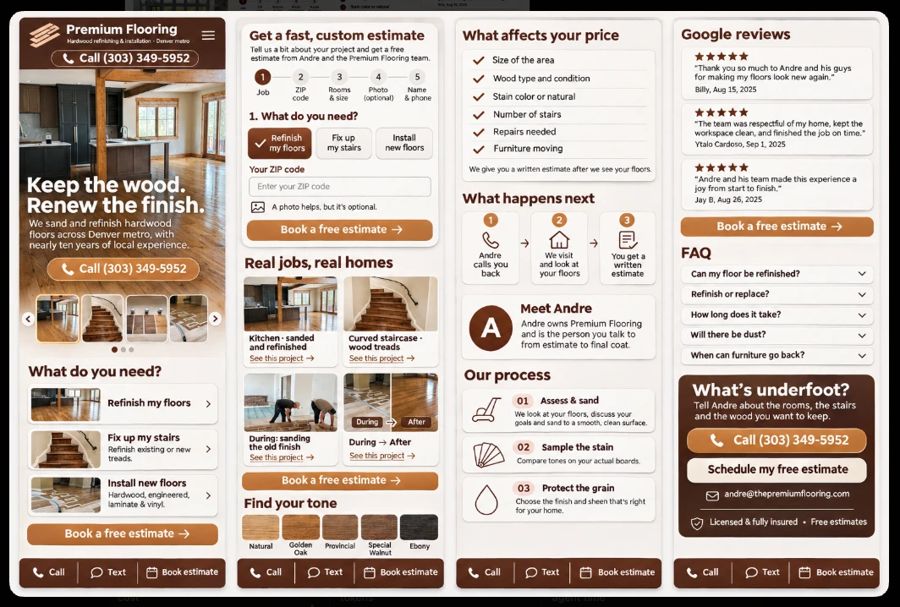 Premium Flooring
Hardwood refinishing & installation · Denver metro
Call (303) 349-5952
Keep the wood.
Renew the finish.
We sand and refinish hardwood
floors across Denver metro, with
nearly ten years of local experience.
Call (303) 349-5952
What do you need?
Refinish my floors
Fix up my stairs
Refinish existing or new
treads.
Install new floors
Hardwood, engineered,
laminate & vinyl.
Book a free estimate →
Call
Text
Book estimate
Get a fast, custom estimate
Tell us a bit about your project and get a free
estimate from Andre and the Premium Flooring team.
1 2 3 4 5
Job
ZIP
code
Rooms
& size
Photo
(optional)
Name
& phone
1. What do you need?
Refinish
my floors
Fix up
my stairs
Install
new floors
Your ZIP code
Enter your ZIP code
A photo helps, but it's optional.
Book a free estimate →
Real jobs, real homes
Kitchen · sanded
and refinished
See this project →
Curved staircase ·
wood treads
See this project →
During: sanding
the old finish
See this project →
During → After
During → After
See this project →
Book a free estimate →
Find your tone
Natural
Golden
Oak
Provincial
Special
Walnut
Ebony
Call
Text
Book estimate
What affects your price
Size of the area
Wood type and condition
Stain color or natural
Number of stairs
Repairs needed
Furniture moving
We give you a written estimate after we see your floors.
What happens next
1
Andre
calls you
back
2
We visit
and look at
your floors
3
You get a
written
estimate
A
Meet Andre
Andre owns Premium Flooring
and is the person you talk to
from estimate to final coat.
Our process
01 Assess & sand
We look at your floors, discuss your
goals and sand to a smooth, clean surface.
02 Sample the stain
Compare tones on your actual boards.
03 Protect the grain
Choose the finish and sheen that's right
for your home.
Call
Text
Book estimate
Google reviews
★★★★★
"Thank you so much to Andre and his guys
for making my floors look new again."
Billy, Aug 15, 2025
★★★★★
"The team was respectful of my home, kept the
workspace clean, and finished the job on time."
Ytalo Cardoso, Sep 1, 2025
★★★★★
"Andre and his team made this experience a
joy from start to finish."
Jay B, Aug 26, 2025
Book a free estimate →
FAQ
Can my floor be refinished?
Refinish or replace?
How long does it take?
Will there be dust?
When can furniture go back?
What's underfoot?
Tell Andre about the rooms, the stairs
and the wood you want to keep.
Call (303) 349-5952
Schedule my free estimate
andre@thepremiumflooring.com
Licensed & fully insured • Free estimates
Call
Text
Book estimate